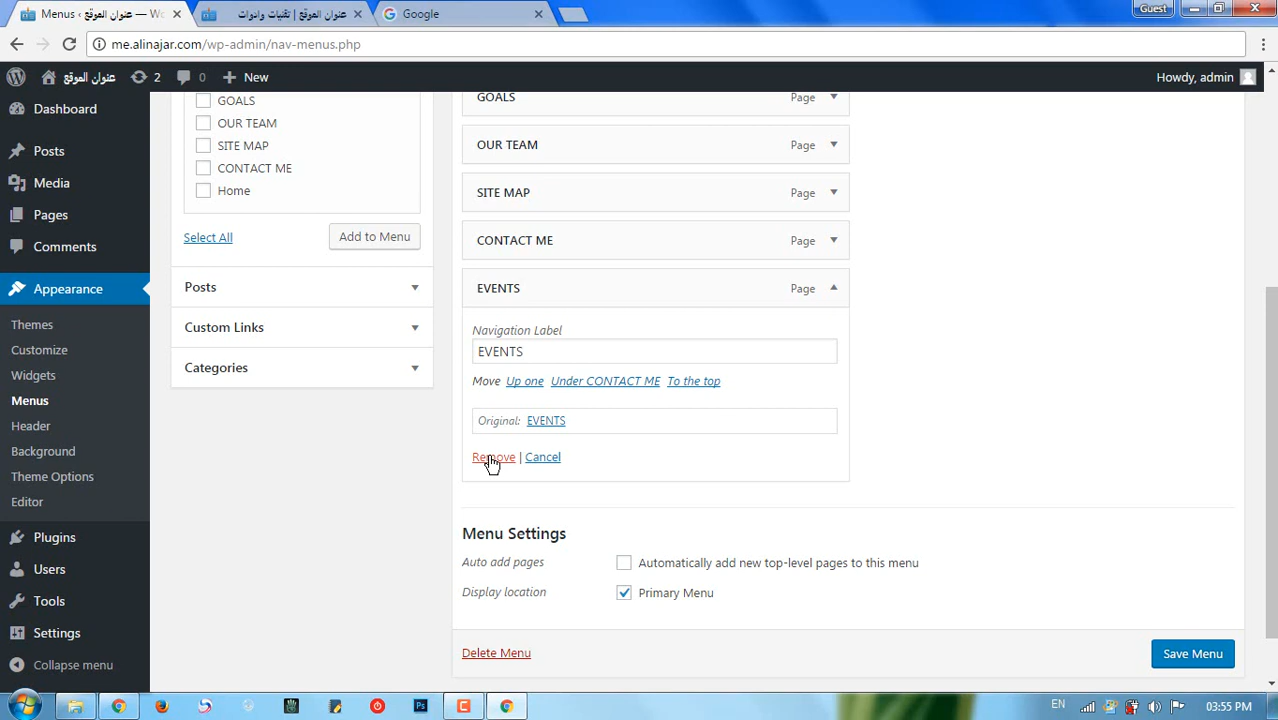 Menus ‹ عنوان الموقع — Wo
عنوان الموقع | تقنيات وادوات
Google
Guest
me.alinajar.com/wp-admin/nav-menus.php
عنوان الموقع
2
0
New
Howdy, admin
Dashboard
Posts
Media
Pages
Comments
Appearance
Themes
Customize
Widgets
Menus
Header
Background
Theme Options
Editor
Plugins
Users
Tools
Settings
Collapse menu
GOALS
OUR TEAM
SITE MAP
CONTACT ME
Home
Select All
Add to Menu
Posts
Custom Links
Categories
GOALS Page
OUR TEAM Page
SITE MAP Page
CONTACT ME Page
EVENTS Page
Navigation Label
EVENTS
Move Up one Under CONTACT ME To the top
Original: EVENTS
Remove | Cancel
Menu Settings
Auto add pages
Automatically add new top-level pages to this menu
Display location
Primary Menu
Delete Menu
Save Menu
Ps
EN
03:55 PM